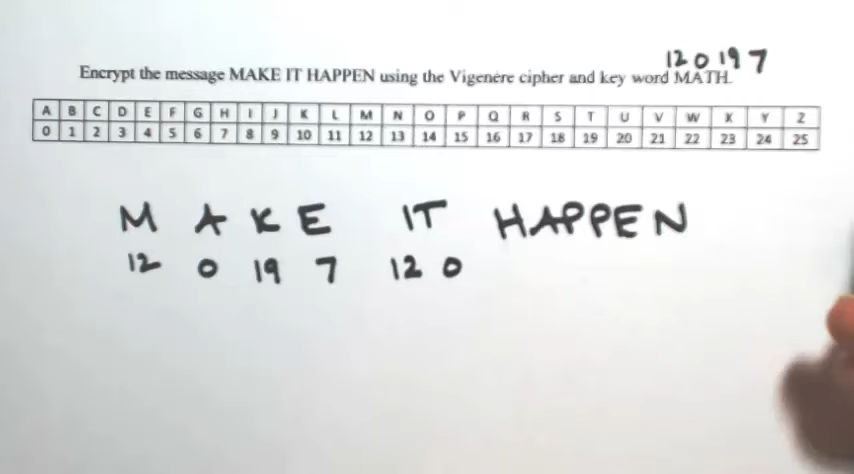 12 0 19 7
Encrypt the message MAKE IT HAPPEN using the Vigenère cipher and key word MATH.
A B C D E F G H I J K L M N O P Q R S T U V W X Y Z
0 1 2 3 4 5 6 7 8 9 10 11 12 13 14 15 16 17 18 19 20 21 22 23 24 25
MAKE IT HAPPEN
12 0 19 7 12 0